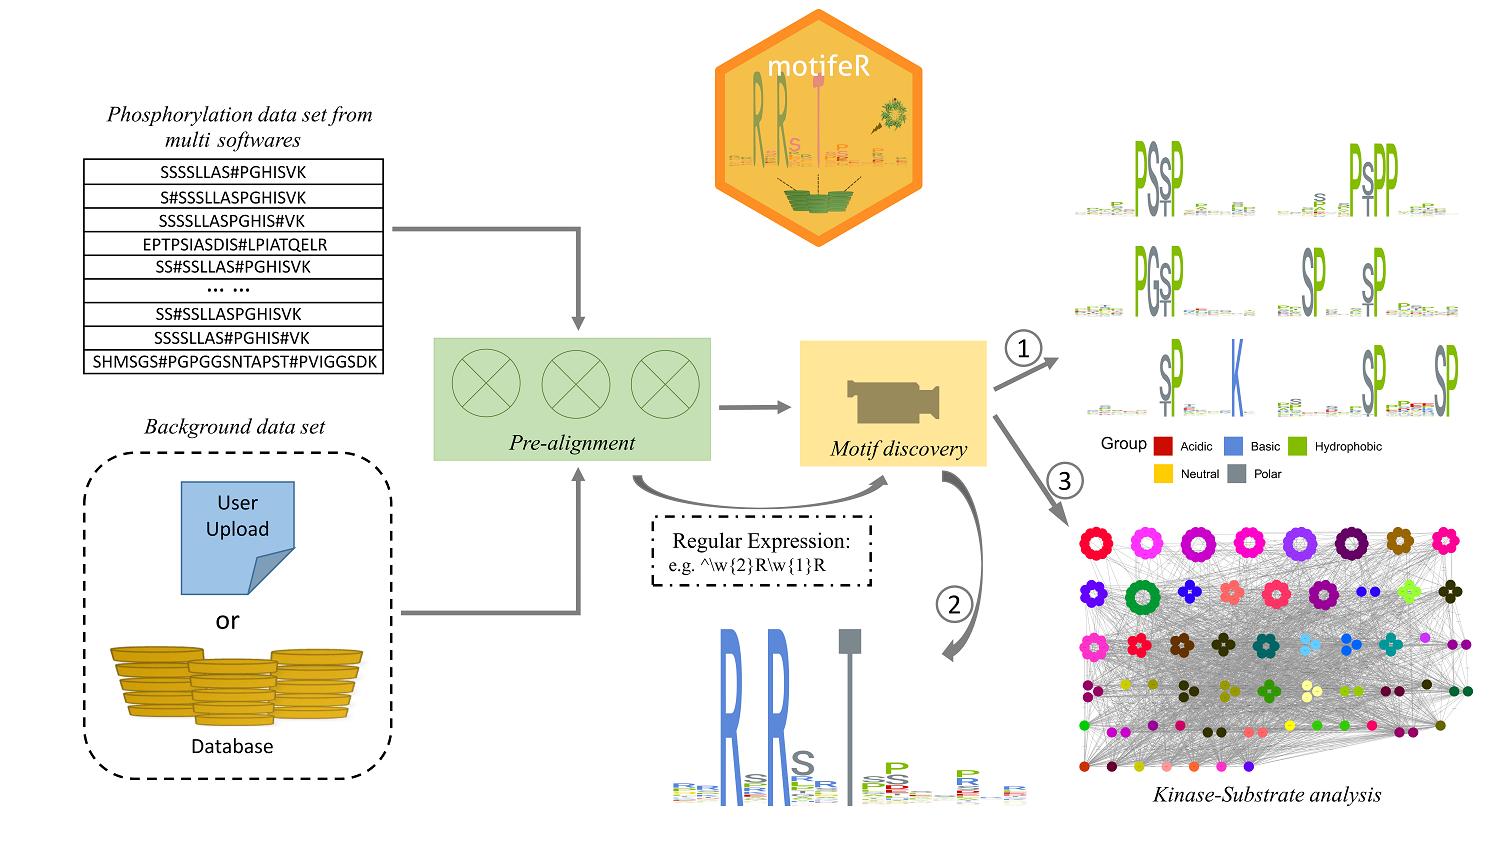 motifeR
Phosphorylation data set from
multi softwares
SSSSLLAS#PGHISVK
S#SSSLLASPGHISVK
SSSSLLASPGHIS#VK
EPTPSIASDIS#LPIATQELR
SS#SSLLAS#PGHISVK
... ...
SS#SSLLASPGHISVK
SSSSLLAS#PGHIS#VK
SHMSGS#PGPGGSNTAPST#PVIGGSDK
Background data set
User
Upload
or
Database
Pre-alignment
Motif discovery
Regular Expression:
e.g. ^\w{2}R\w{1}R
1
2
3
Group
Acidic
Basic
Hydrophobic
Neutral
Polar
Kinase-Substrate analysis